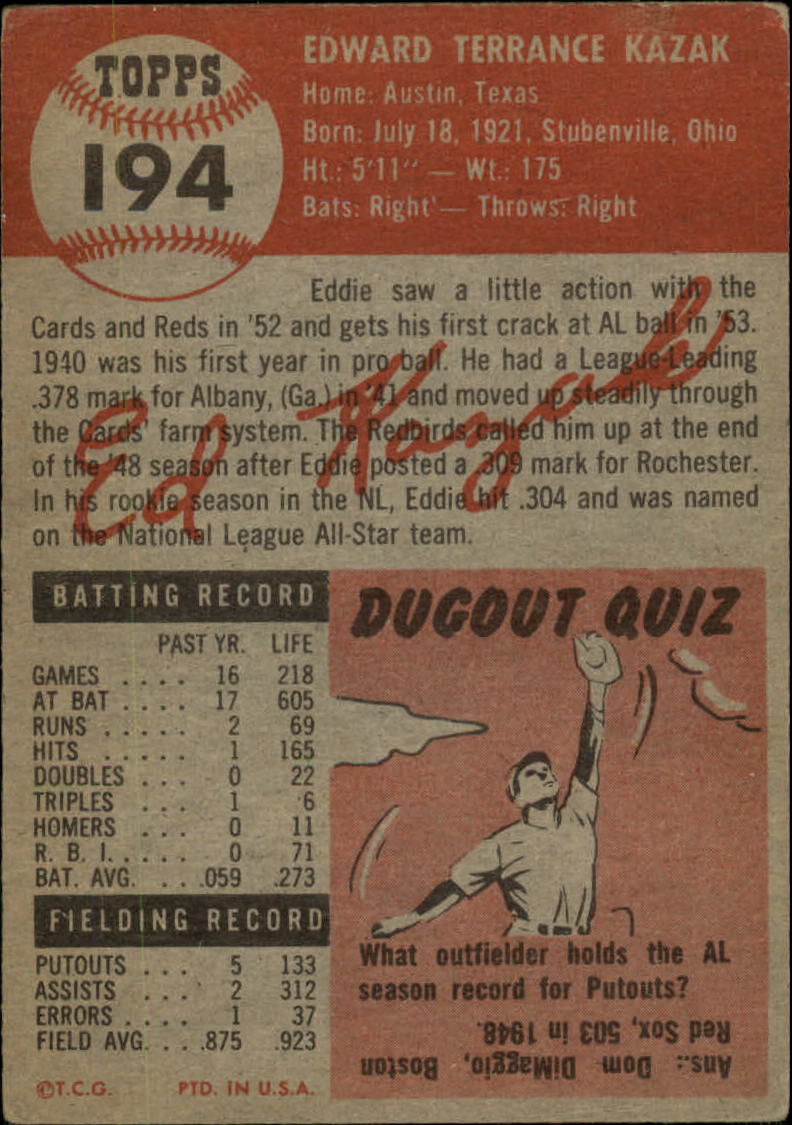 TOPPS
194
EDWARD TERRANCE KAZAK
Home: Austin, Texas
Born: July 18, 1921, Stubenville, Ohio
Ht.: 5'11" — Wt.: 175
Bats: Right — Throws: Right
Eddie saw a little action with the
Cards and Reds in '52 and gets his first crack at AL ball in '53.
1940 was his first year in pro ball. He had a League-Leading
.378 mark for Albany, (Ga.) in '41 and moved up steadily through
the Cards' farm system. The Redbirds called him up at the end
of the '48 season after Eddie posted a .309 mark for Rochester.
In his rookie season in the NL, Eddie hit .304 and was named
on the National League All-Star team.
Ed Kazak
BATTING RECORD
PAST YR. LIFE
GAMES .... 16 218
AT BAT .... 17 605
RUNS ..... 2 69
HITS ..... 1 165
DOUBLES ... 0 22
TRIPLES ... 1 6
HOMERS ... 0 11
R. B. I. .... 0 71
BAT. AVG. ... .059 .273
FIELDING RECORD
PUTOUTS ... 5 133
ASSISTS ... 2 312
ERRORS .... 1 37
FIELD AVG. ... .875 .923
©T.C.G. PTD. IN U.S.A.
DUGOUT QUIZ
What outfielder holds the AL
season record for Putouts?
Ans.: Dom DiMaggio, Boston
Red Sox, 503 in 1948.